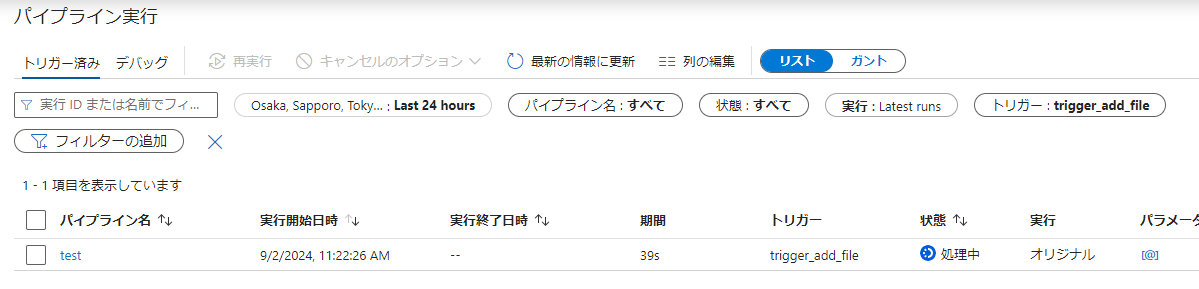 パイプライン実行
トリガー済み デバッグ 再実行 キャンセルのオプション 最新の情報に更新 列の編集 リスト ガント
実行 ID または名前でフィ... Osaka, Sapporo, Toky... : Last 24 hours パイプライン名 : すべて 状態 : すべて 実行 : Latest runs トリガー : trigger_add_file
フィルターの追加
1 - 1 項目を表示しています
パイプライン名 実行開始日時 実行終了日時 期間 トリガー 状態 実行 パラメータ
test 9/2/2024, 11:22:26 AM -- 39s trigger_add_file 処理中 オリジナル [@]